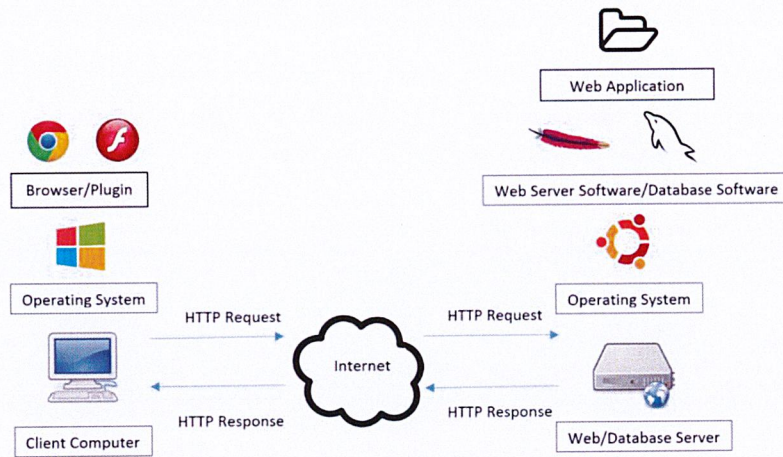 Web Application
Browser/Plugin
Web Server Software/Database Software
Operating System
Operating System
HTTP Request
HTTP Request
Internet
HTTP Response
HTTP Response
Client Computer
Web/Database Server